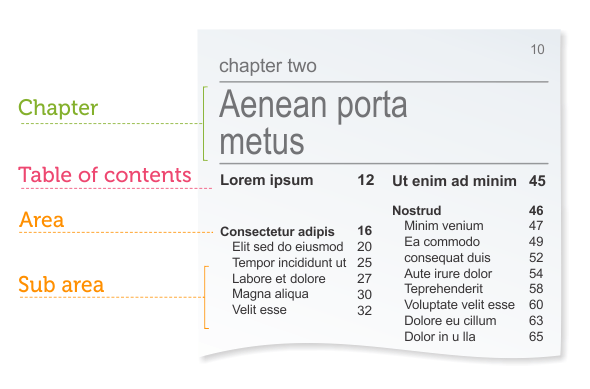 10
chapter two
Chapter
Aenean porta
metus
Table of contents
Lorem ipsum 12
Area
Consectetur adipis 16
Elit sed do eiusmod 20
Tempor incididunt ut 25
Sub area
Labore et dolore 27
Magna aliqua 30
Velit esse 32
Ut enim ad minim 45
Nostrud 46
Minim venium 47
Ea commodo 49
consequat duis 52
Aute irure dolor 54
Teprehenderit 58
Voluptate velit esse 60
Dolore eu cillum 63
Dolor in u lla 65